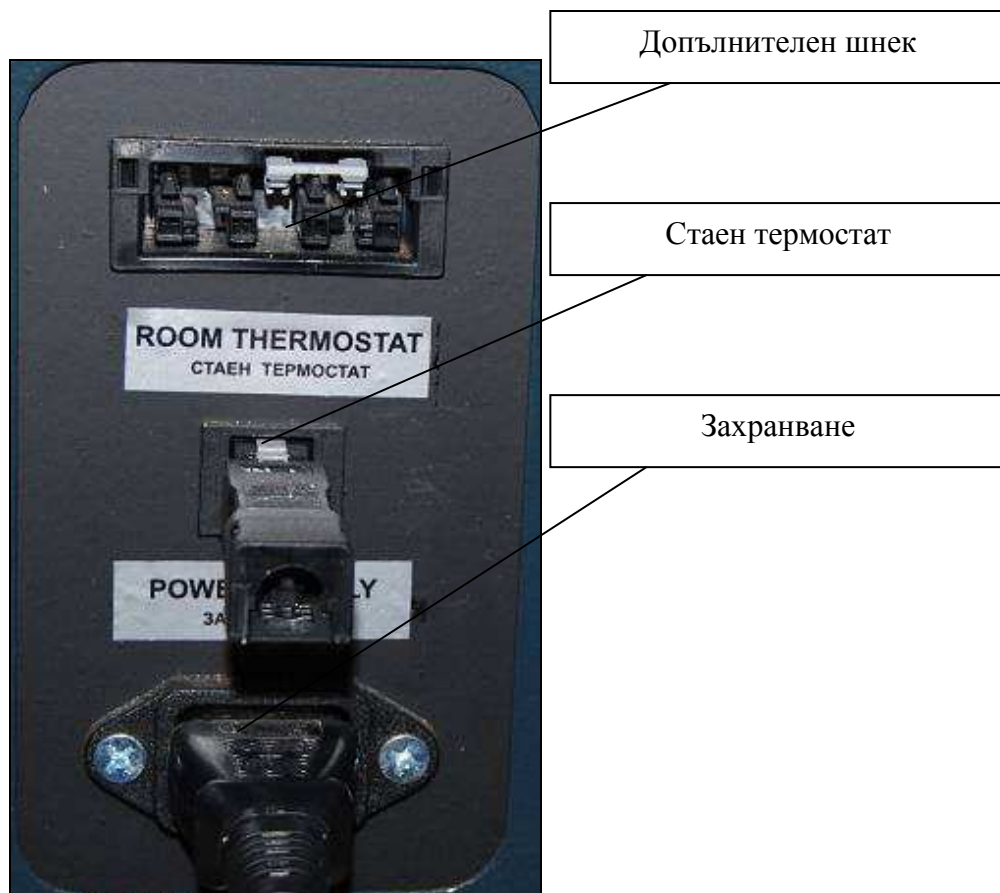 Допълнителен шнек
Стаен термостат
ROOM THERMOSTAT
СТАЕН ТЕРМОСТАТ
Захранване